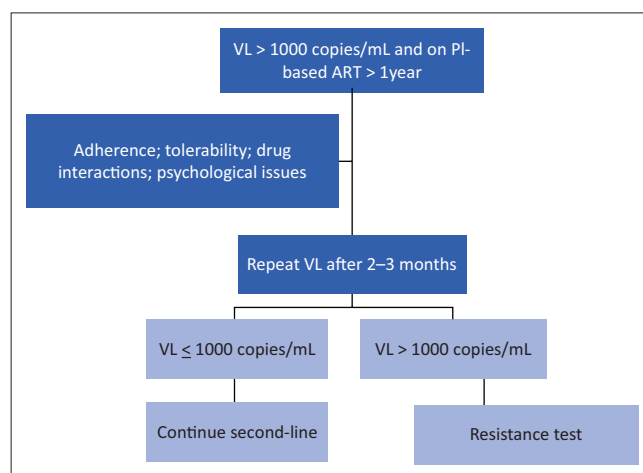 VL > 1000 copies/mL and on PI-
based ART > 1year
Adherence; tolerability; drug
interactions; psychological issues
Repeat VL after 2–3 months
VL ≤ 1000 copies/mL
VL > 1000 copies/mL
Continue second-line
Resistance test